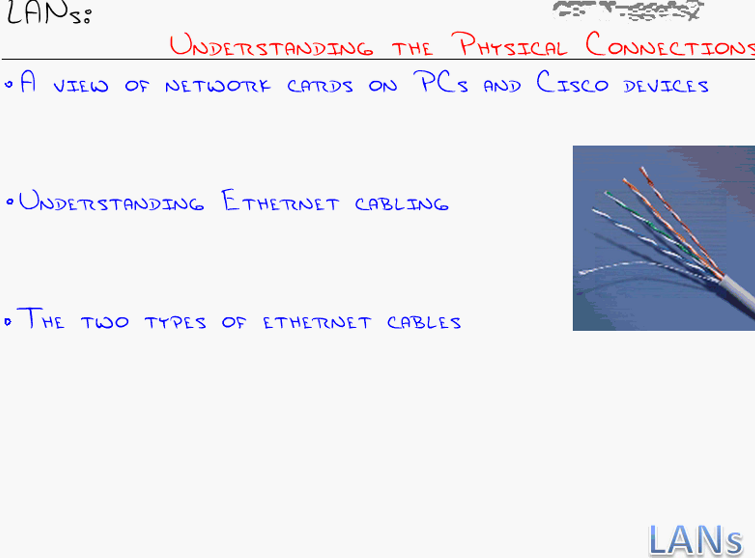 LANs:
Understanding the Physical Connections
•A view of network cards on PCs and Cisco devices
•Understanding Ethernet cabling
•The two types of ethernet cables
LANs